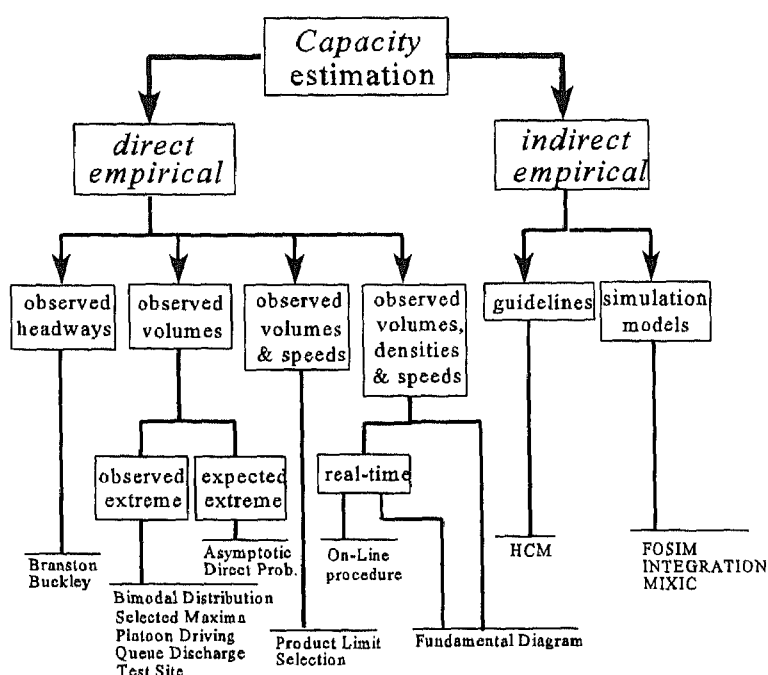 Capacity
estimation
direct
empirical
indirect
empirical
observed
headways
observed
volumes
observed
volumes
& speeds
observed
volumes,
densities
& speeds
guidelines
simulation
models
observed
extreme
expected
extreme
real-time
Branston
Buckley
Bimodal Distribution
Selected Maxima
Platoon Driving
Queue Discharge
Test Site
Asymptotic
Direct Prob.
Product Limit
Selection
On-Line
procedure
Fundamental Diagram
HCM
FOSIM
INTEGRATION
MIXIC